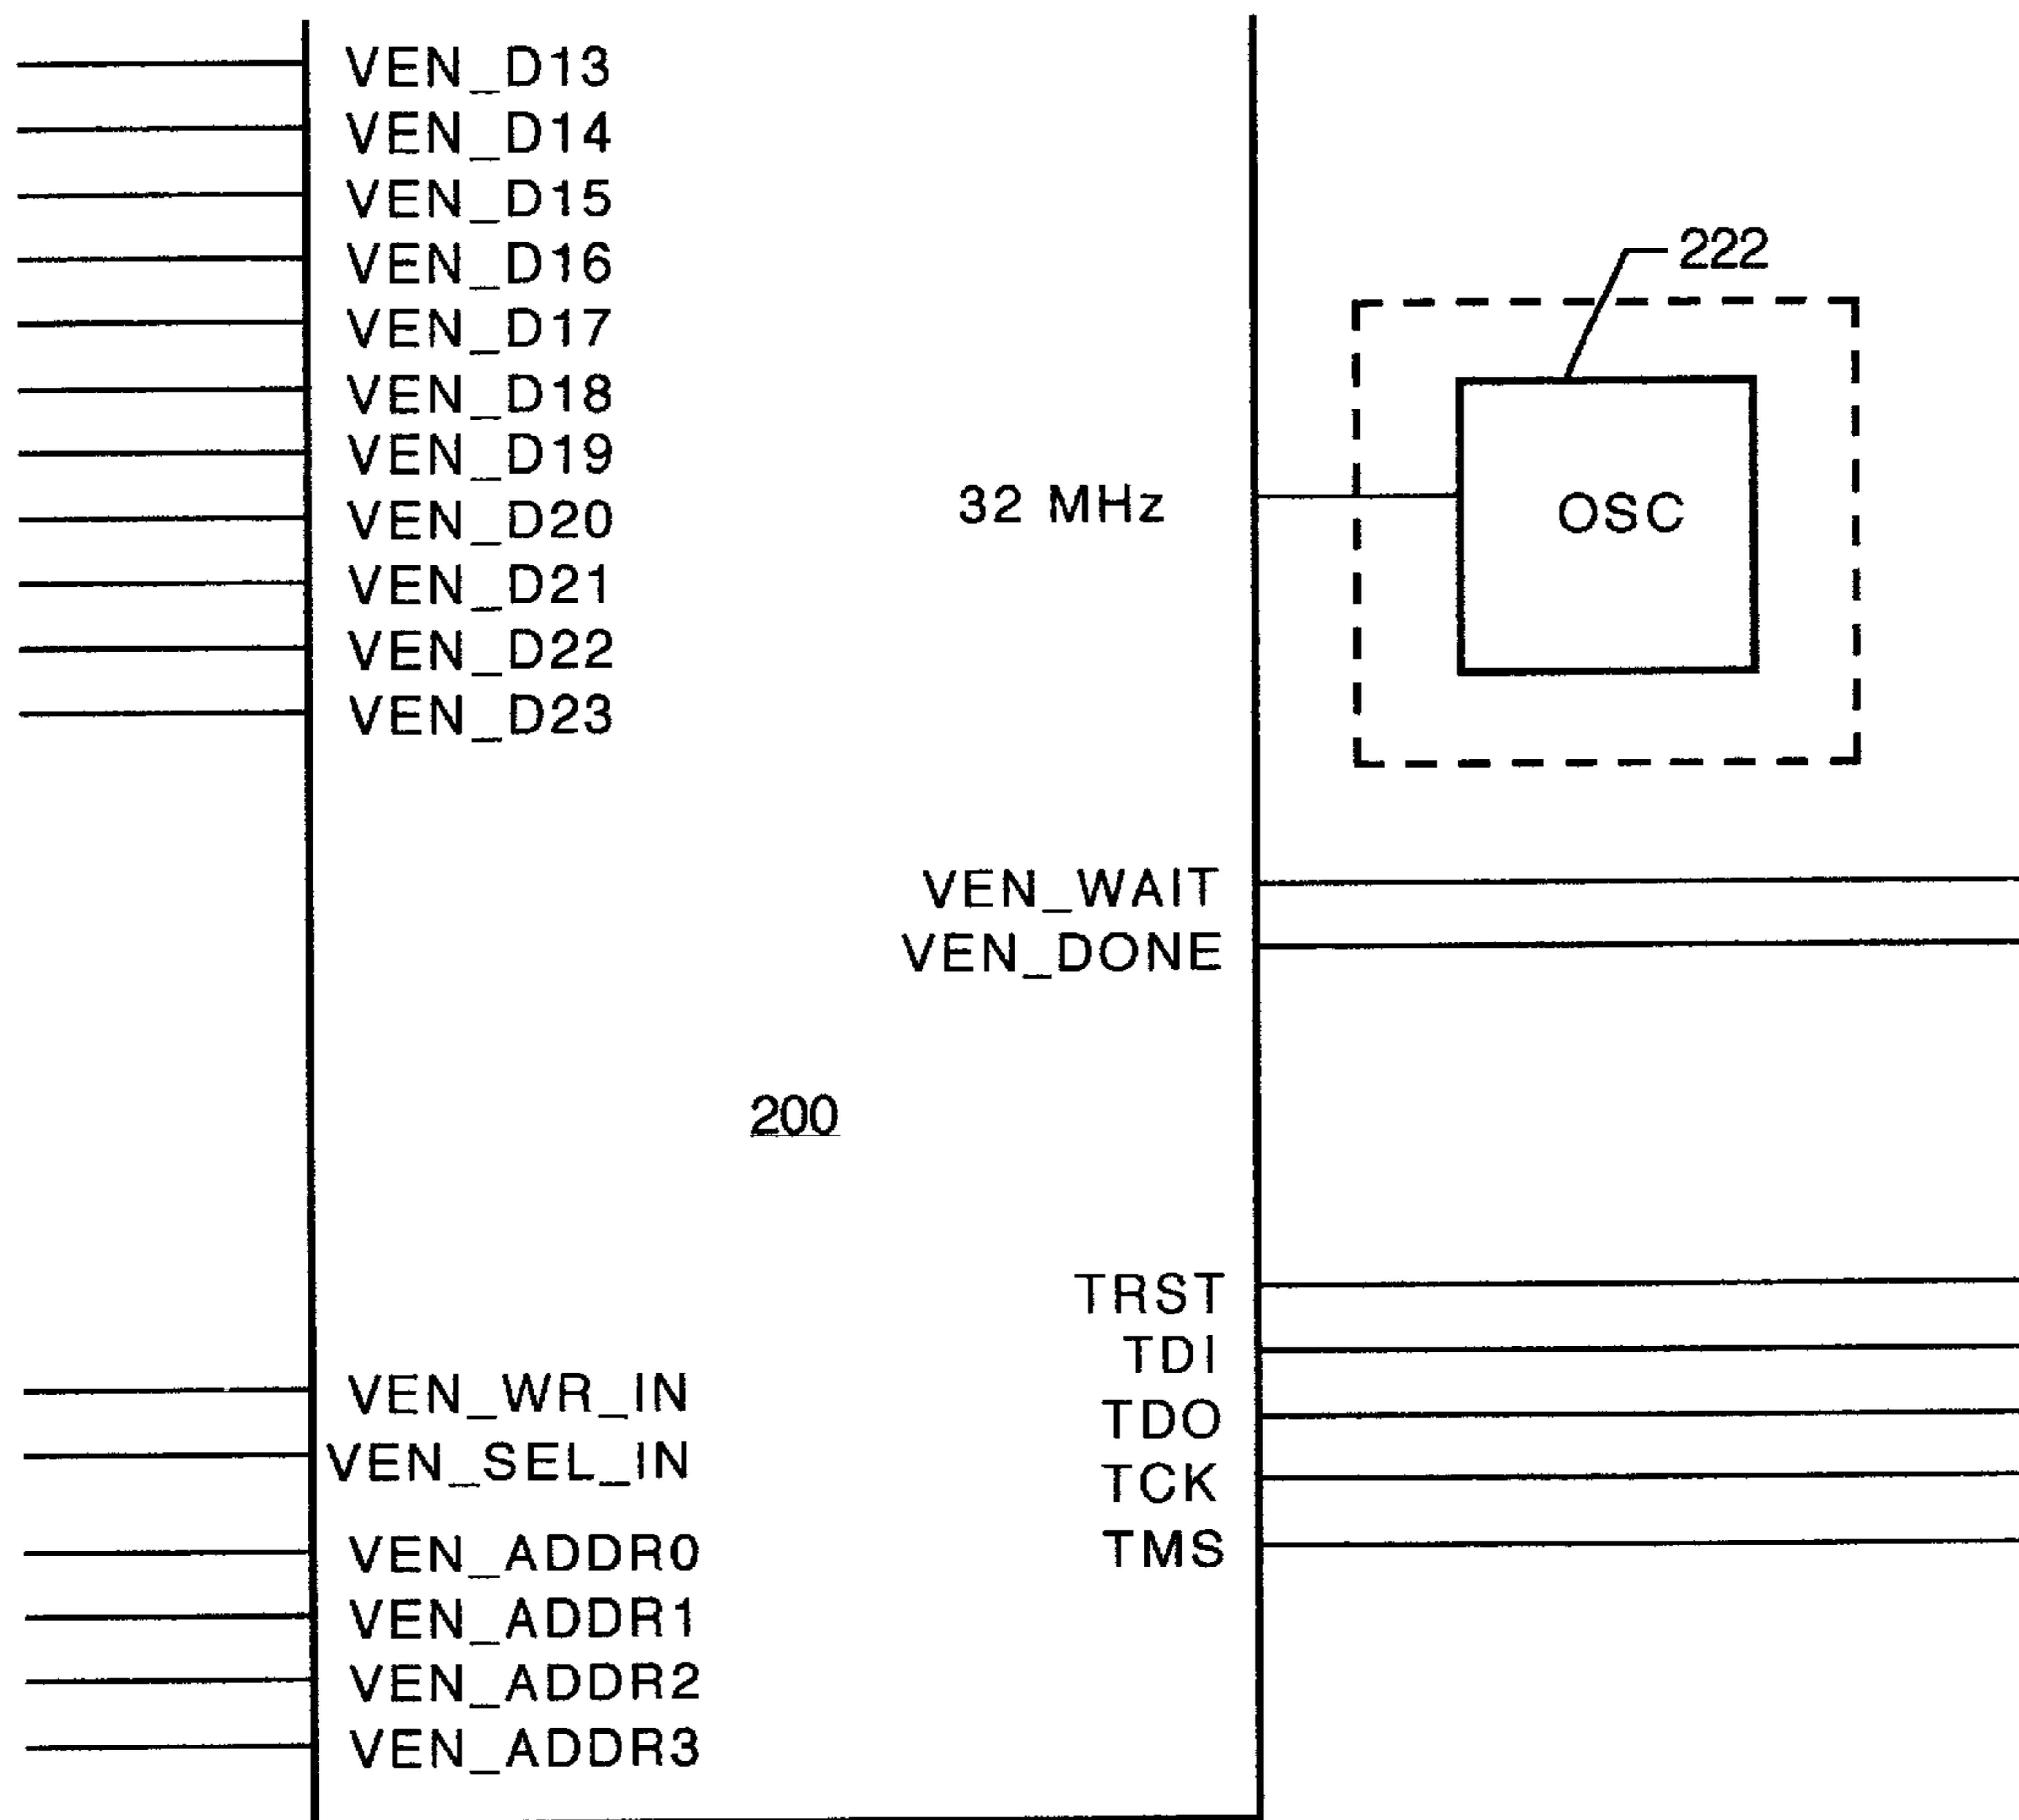 VEN_D13
VEN_D14
VEN_D15
VEN_D16
VEN_D17
VEN_D18
VEN_D19
VEN_D20
VEN_D21
VEN_D22
VEN_D23
222
32 MHz
OSC
VEN_WAIT
VEN_DONE
200
TRST
TDI
TDO
TCK
TMS
VEN_WR_IN
VEN_SEL_IN
VEN_ADDR0
VEN_ADDR1
VEN_ADDR2
VEN_ADDR3